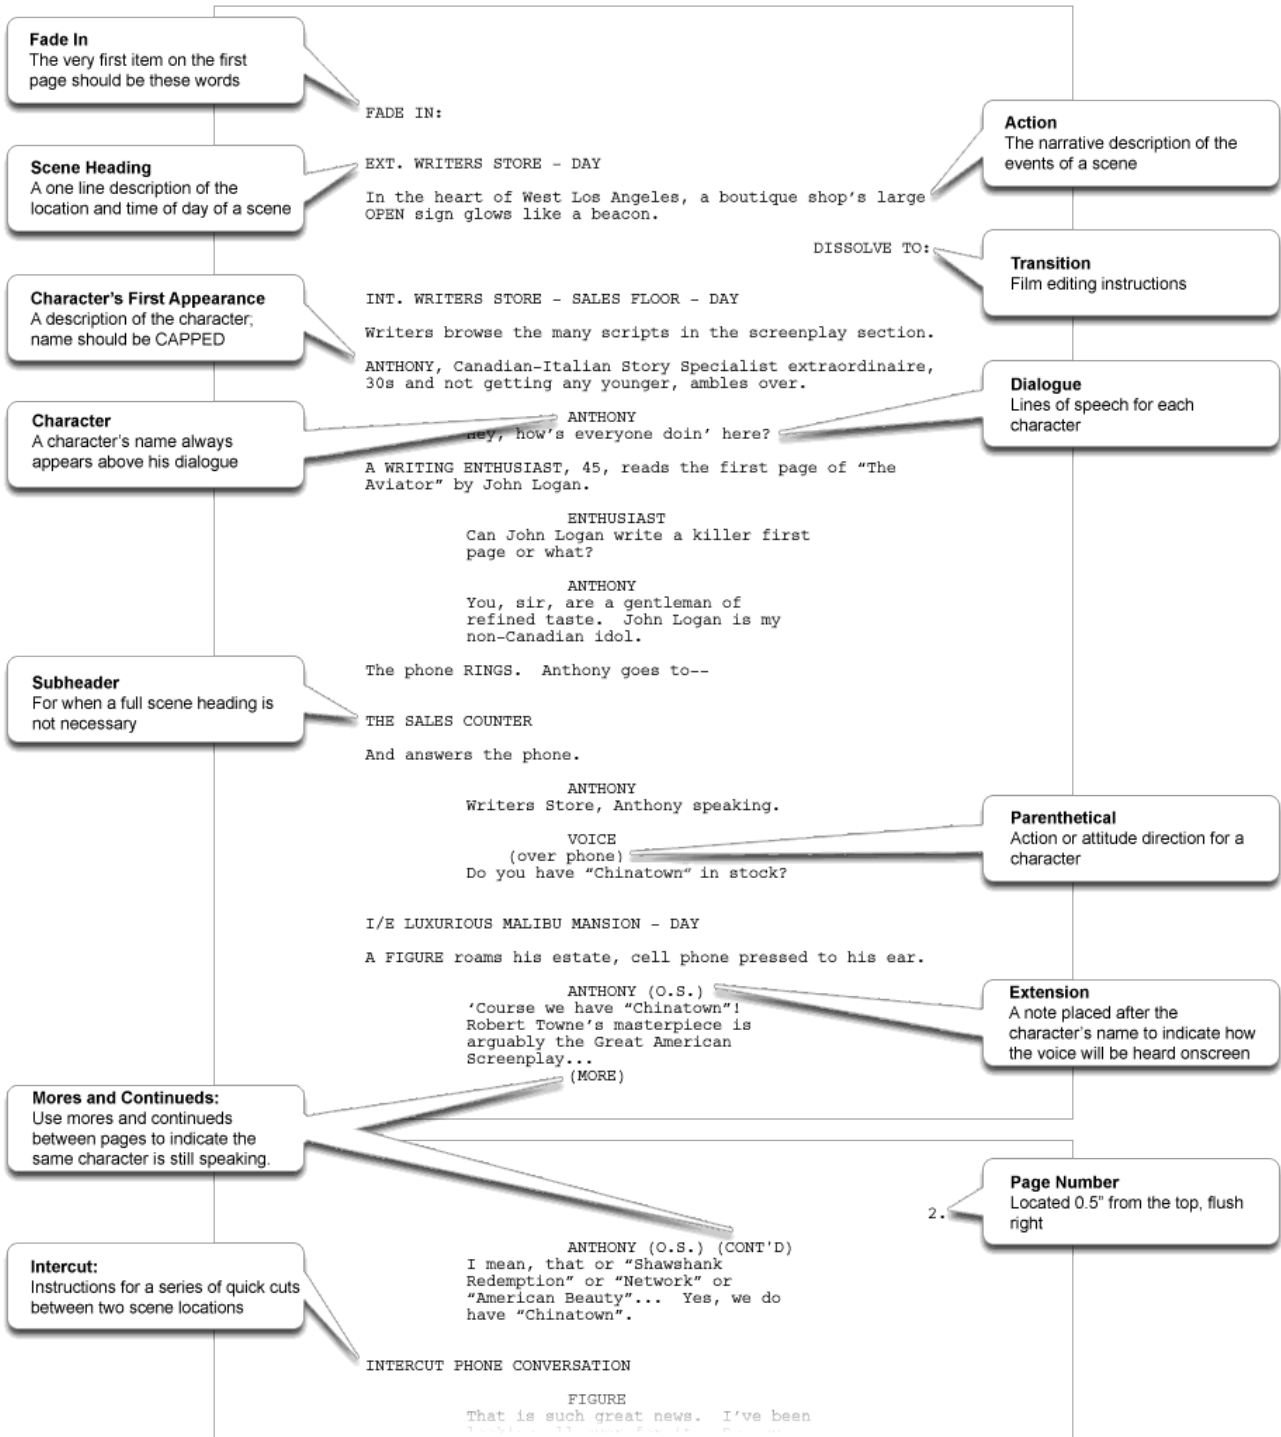 Fade In
The very first item on the first
page should be these words
FADE IN:
Action
The narrative description of the
events of a scene
Scene Heading
A one line description of the
location and time of day of a scene
EXT. WRITERS STORE – DAY
In the heart of West Los Angeles, a boutique shop's large
OPEN sign glows like a beacon.
DISSOLVE TO:
Transition
Film editing instructions
Character's First Appearance
A description of the character;
name should be CAPPED
INT. WRITERS STORE – SALES FLOOR – DAY
Writers browse the many scripts in the screenplay section.
ANTHONY, Canadian-Italian Story Specialist extraordinaire,
30s and not getting any younger, ambles over.
Dialogue
Lines of speech for each
character
Character
A character's name always
appears above his dialogue
ANTHONY
Hey, how's everyone doin' here?
A WRITING ENTHUSIAST, 45, reads the first page of “The
Aviator” by John Logan.
ENTHUSIAST
Can John Logan write a killer first
page or what?
ANTHONY
You, sir, are a gentleman of
refined taste.  John Logan is my
non-Canadian idol.
The phone RINGS.  Anthony goes to--
Subheader
For when a full scene heading is
not necessary
THE SALES COUNTER
And answers the phone.
ANTHONY
Writers Store, Anthony speaking.
VOICE
(over phone)
Do you have “Chinatown” in stock?
Parenthetical
Action or attitude direction for a
character
I/E LUXURIOUS MALIBU MANSION – DAY
A FIGURE roams his estate, cell phone pressed to his ear.
ANTHONY (O.S.)
‘Course we have “Chinatown”!
Robert Towne's masterpiece is
arguably the Great American
Screenplay...
(MORE)
Extension
A note placed after the
character's name to indicate how
the voice will be heard onscreen
Mores and Continueds:
Use mores and continueds
between pages to indicate the
same character is still speaking.
Page Number
Located 0.5” from the top, flush
right
2.
ANTHONY (O.S.) (CONT'D)
I mean, that or “Shawshank
Redemption” or “Network” or
“American Beauty”...  Yes, we do
have “Chinatown”.
Intercut:
Instructions for a series of quick cuts
between two scene locations
INTERCUT PHONE CONVERSATION
FIGURE
That is such great news.  I've been